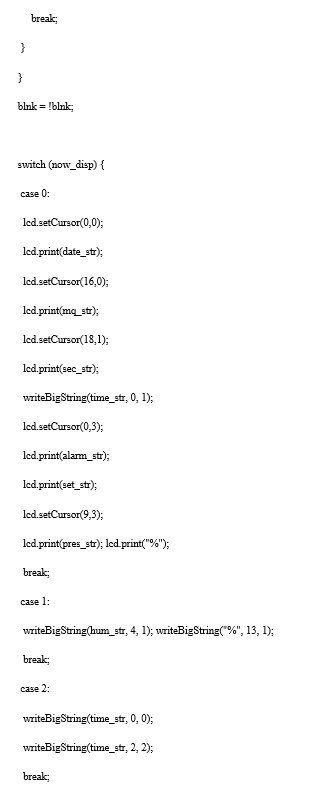 break;
}
}
blnk = !blnk;
switch (now_disp) {
case 0:
lcd.setCursor(0,0);
lcd.print(date_str);
lcd.setCursor(16,0);
lcd.print(mq_str);
lcd.setCursor(18,1);
lcd.print(sec_str);
writeBigString(time_str, 0, 1);
lcd.setCursor(0,3);
lcd.print(alarm_str);
lcd.print(set_str);
lcd.setCursor(9,3);
lcd.print(pres_str); lcd.print("%");
break;
case 1:
writeBigString(hum_str, 4, 1); writeBigString("%", 13, 1);
break;
case 2:
writeBigString(time_str, 0, 0);
writeBigString(time_str, 2, 2);
break;